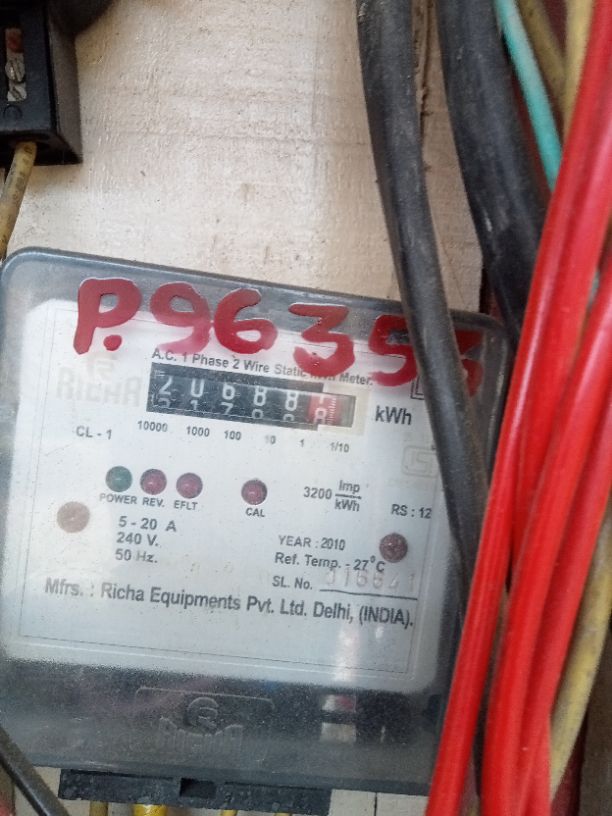 P.96353
A.C. 1 Phase 2 Wire Static kWh Meter.
RICHA
kWh
CL - 1
10000 1000 100 10 1 1/10
POWER REV. EFLT
CAL
3200 Imp/kWh
RS : 12
5 - 20 A
240 V.
50 Hz.
YEAR : 2010
Ref. Temp. - 27°C
SL. No.
Mfrs. : Richa Equipments Pvt. Ltd. Delhi, (INDIA).